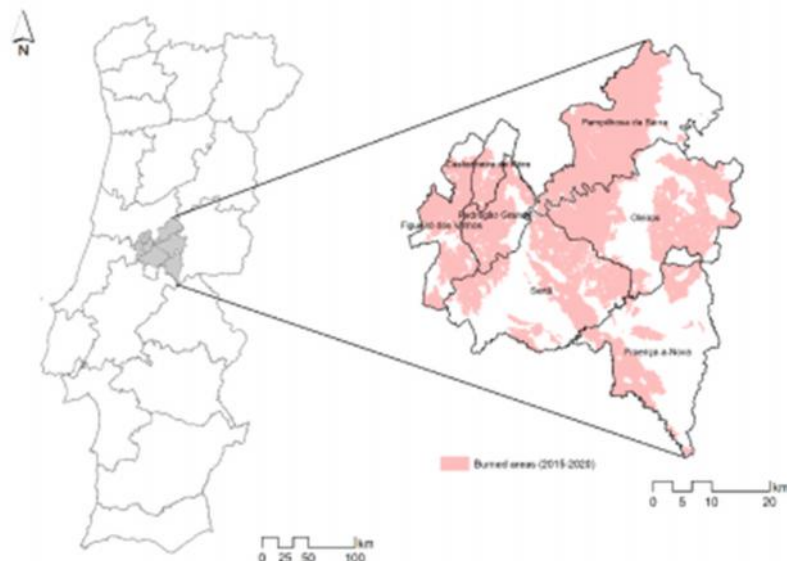 N
Pampilhosa da Serra
Castanheira de Pêra
Pedrógão Grande
Figueiró dos Vinhos
Oleiros
Sertã
Proença-a-Nova
Burned areas (2015-2020)
km
0 5 10 20
km
0 25 50 100